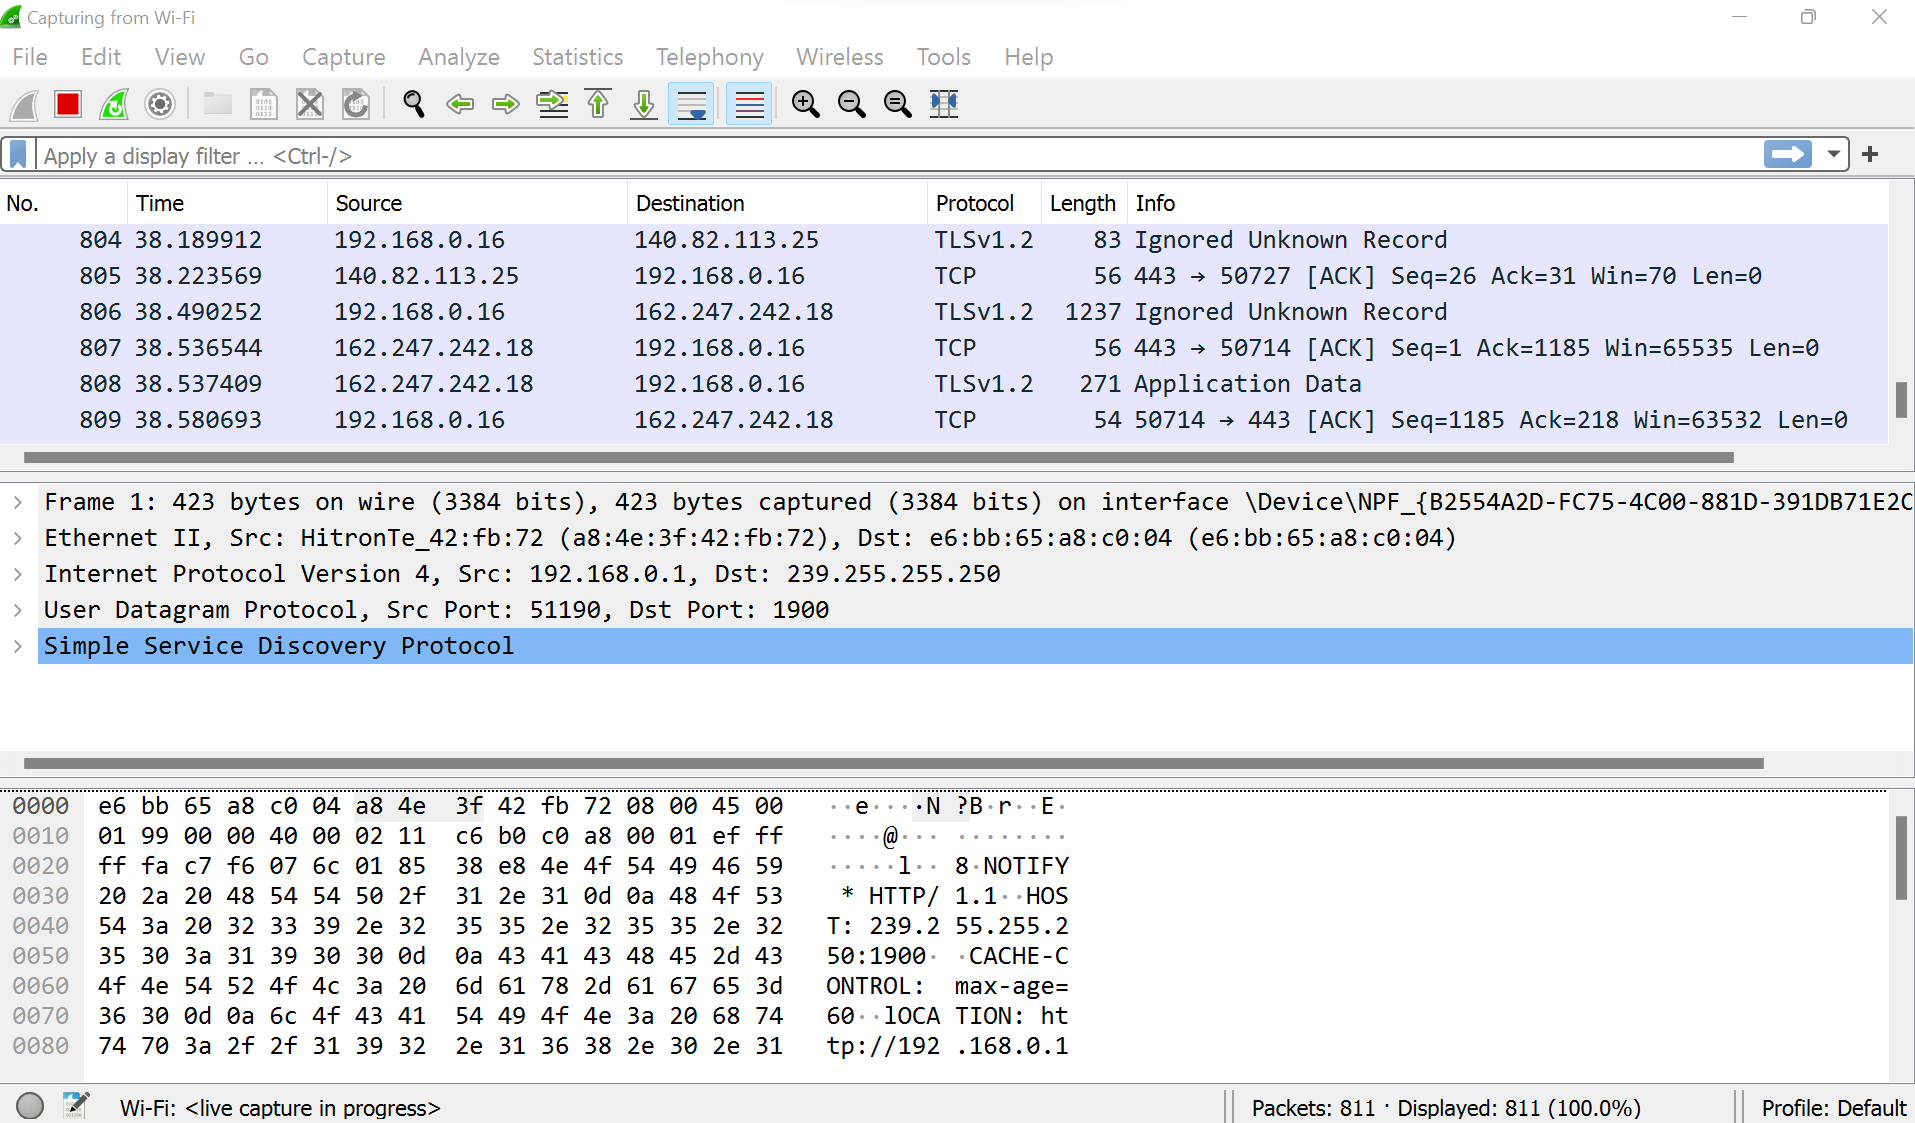 Capturing from Wi-Fi
File Edit View Go Capture Analyze Statistics Telephony Wireless Tools Help
Apply a display filter ... <Ctrl-/>
No. Time Source Destination Protocol Length Info
804 38.189912 192.168.0.16 140.82.113.25 TLSv1.2 83 Ignored Unknown Record
805 38.223569 140.82.113.25 192.168.0.16 TCP 56 443 → 50727 [ACK] Seq=26 Ack=31 Win=70 Len=0
806 38.490252 192.168.0.16 162.247.242.18 TLSv1.2 1237 Ignored Unknown Record
807 38.536544 162.247.242.18 192.168.0.16 TCP 56 443 → 50714 [ACK] Seq=1 Ack=1185 Win=65535 Len=0
808 38.537409 162.247.242.18 192.168.0.16 TLSv1.2 271 Application Data
809 38.580693 192.168.0.16 162.247.242.18 TCP 54 50714 → 443 [ACK] Seq=1185 Ack=218 Win=63532 Len=0
Frame 1: 423 bytes on wire (3384 bits), 423 bytes captured (3384 bits) on interface \Device\NPF_{B2554A2D-FC75-4C00-881D-391DB71E2C
Ethernet II, Src: HitronTe_42:fb:72 (a8:4e:3f:42:fb:72), Dst: e6:bb:65:a8:c0:04 (e6:bb:65:a8:c0:04)
Internet Protocol Version 4, Src: 192.168.0.1, Dst: 239.255.255.250
User Datagram Protocol, Src Port: 51190, Dst Port: 1900
Simple Service Discovery Protocol
0000 e6 bb 65 a8 c0 04 a8 4e 3f 42 fb 72 08 00 45 00 ··e····N ?B·r··E·
0010 01 99 00 00 40 00 02 11 c6 b0 c0 a8 00 01 ef ff ····@··· ········
0020 ff fa c7 f6 07 6c 01 85 38 e8 4e 4f 54 49 46 59 ·····l·· 8·NOTIFY
0030 20 2a 20 48 54 54 50 2f 31 2e 31 0d 0a 48 4f 53 * HTTP/ 1.1··HOS
0040 54 3a 20 32 33 39 2e 32 35 35 2e 32 35 35 2e 32 T: 239.2 55.255.2
0050 35 30 3a 31 39 30 30 0d 0a 43 41 43 48 45 2d 43 50:1900· ·CACHE-C
0060 4f 4e 54 52 4f 4c 3a 20 6d 61 78 2d 61 67 65 3d ONTROL: max-age=
0070 36 30 0d 0a 6c 4f 43 41 54 49 4f 4e 3a 20 68 74 60··lOCA TION: ht
0080 74 70 3a 2f 2f 31 39 32 2e 31 36 38 2e 30 2e 31 tp://192 .168.0.1
Wi-Fi: <live capture in progress> Packets: 811 · Displayed: 811 (100.0%) Profile: Default